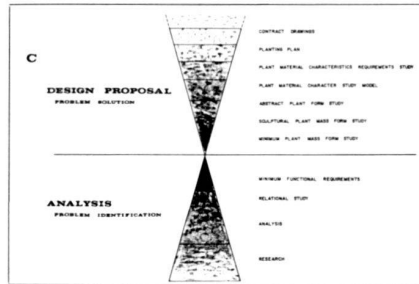 C
DESIGN PROPOSAL
PROBLEM SOLUTION
ANALYSIS
PROBLEM IDENTIFICATION
CONTRACT DRAWINGS
PLANTING PLAN
PLANT MATERIAL CHARACTERISTICS REQUIREMENTS STUDY
PLANT MATERIAL CHARACTER STUDY MODEL
ABSTRACT PLANT FORM STUDY
SCULPTURAL PLANT MASS FORM STUDY
MINIMUM PLANT MASS FORM STUDY
MINIMUM FUNCTIONAL REQUIREMENTS
RELATIONAL STUDY
ANALYSIS
RESEARCH